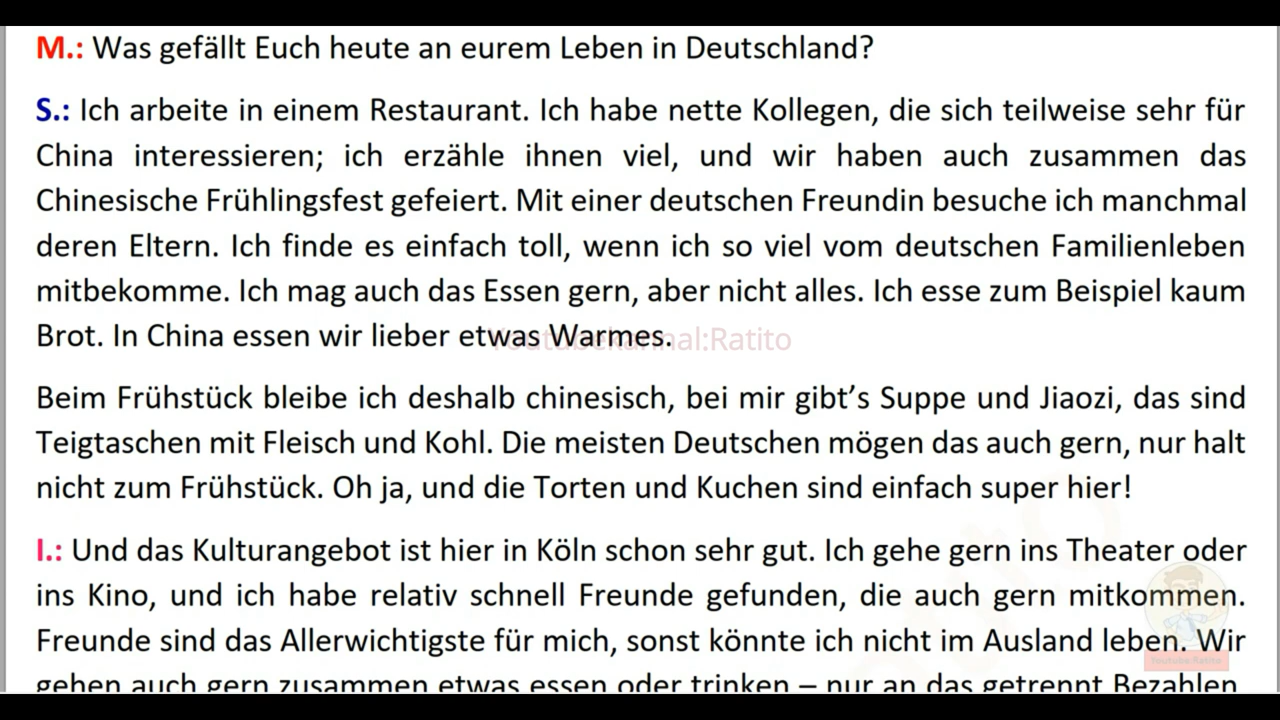 M.: Was gefällt Euch heute an eurem Leben in Deutschland?
S.: Ich arbeite in einem Restaurant. Ich habe nette Kollegen, die sich teilweise sehr für
China interessieren; ich erzähle ihnen viel, und wir haben auch zusammen das
Chinesische Frühlingsfest gefeiert. Mit einer deutschen Freundin besuche ich manchmal
deren Eltern. Ich finde es einfach toll, wenn ich so viel vom deutschen Familienleben
mitbekomme. Ich mag auch das Essen gern, aber nicht alles. Ich esse zum Beispiel kaum
Brot. In China essen wir lieber etwas Warmes.
Youtubekannal:Ratito
Beim Frühstück bleibe ich deshalb chinesisch, bei mir gibt’s Suppe und Jiaozi, das sind
Teigtaschen mit Fleisch und Kohl. Die meisten Deutschen mögen das auch gern, nur halt
nicht zum Frühstück. Oh ja, und die Torten und Kuchen sind einfach super hier!
I.: Und das Kulturangebot ist hier in Köln schon sehr gut. Ich gehe gern ins Theater oder
ins Kino, und ich habe relativ schnell Freunde gefunden, die auch gern mitkommen.
Freunde sind das Allerwichtigste für mich, sonst könnte ich nicht im Ausland leben. Wir
gehen auch gern zusammen etwas essen oder trinken – nur an das getrennt Bezahlen
Youtube:Ratito